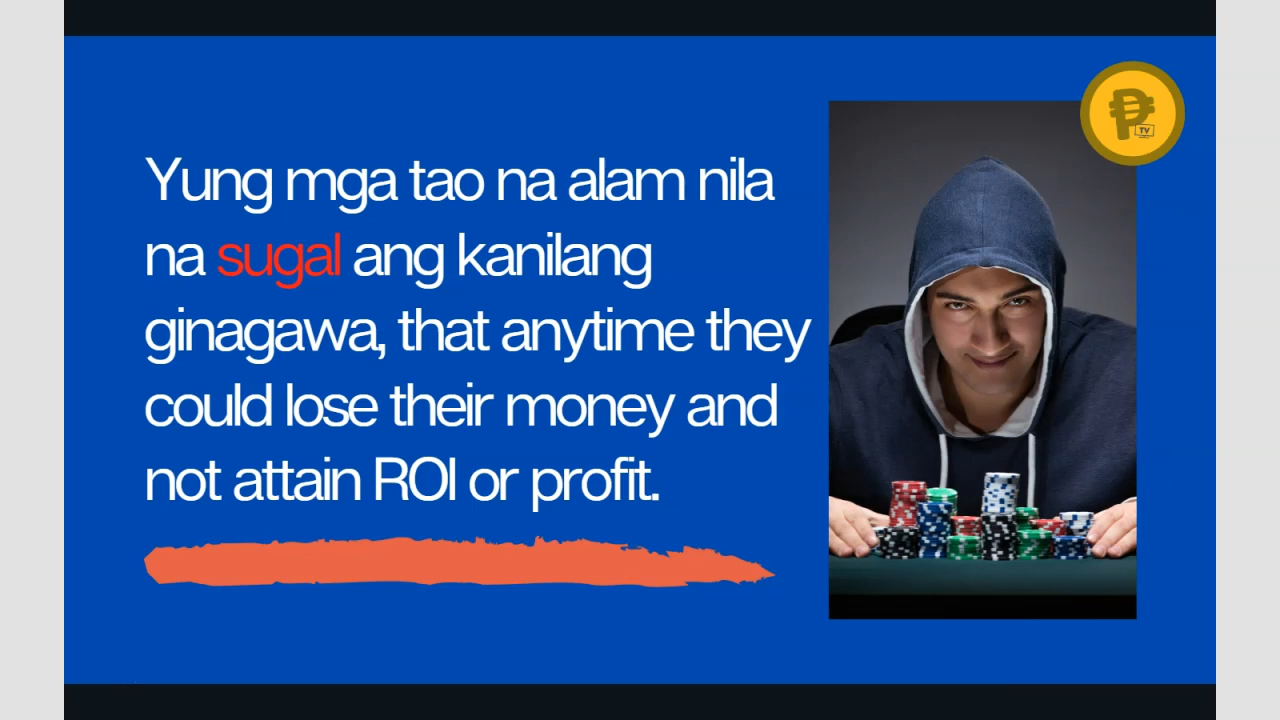 Yung mga tao na alam nila
na sugal ang kanilang
ginagawa, that anytime they
could lose their money and
not attain ROI or profit.
₱
TV